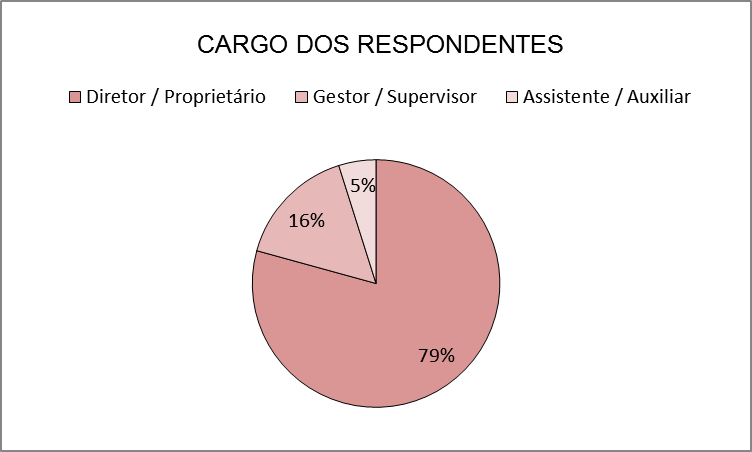 CARGO DOS RESPONDENTES
Diretor / Proprietário Gestor / Supervisor Assistente / Auxiliar
5%
16%
79%